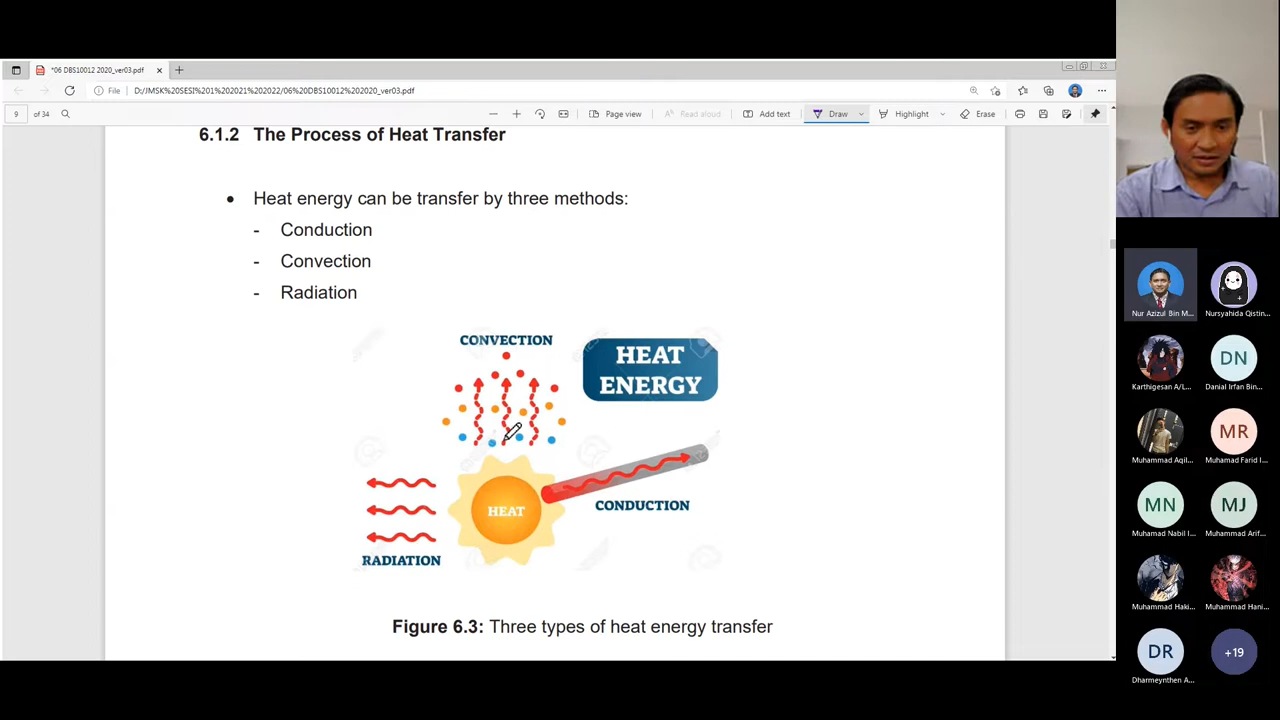 *06 DBS10012 2020_ver03.pdf
File
D:/JMSK%20SESI%201%202021%202022/06%20DBS10012%202020_ver03.pdf
9
of 34
Page view
Read aloud
Add text
Draw
Highlight
Erase
6.1.2 The Process of Heat Transfer
• Heat energy can be transfer by three methods:
- Conduction
- Convection
- Radiation
CONVECTION
HEAT
ENERGY
HEAT
CONDUCTION
RADIATION
Figure 6.3: Three types of heat energy transfer
Nur Azizul Bin M...
Nursyahida Qistin...
DN
Karthigesan A/L...
Danial Irfan Bin...
MR
Muhammad Aqil...
Muhamad Farid I...
MN
MJ
Muhamad Nabil I...
Muhammad Arif...
Muhammad Haki...
Muhammad Hani...
DR
+19
Dharmeynthen A...